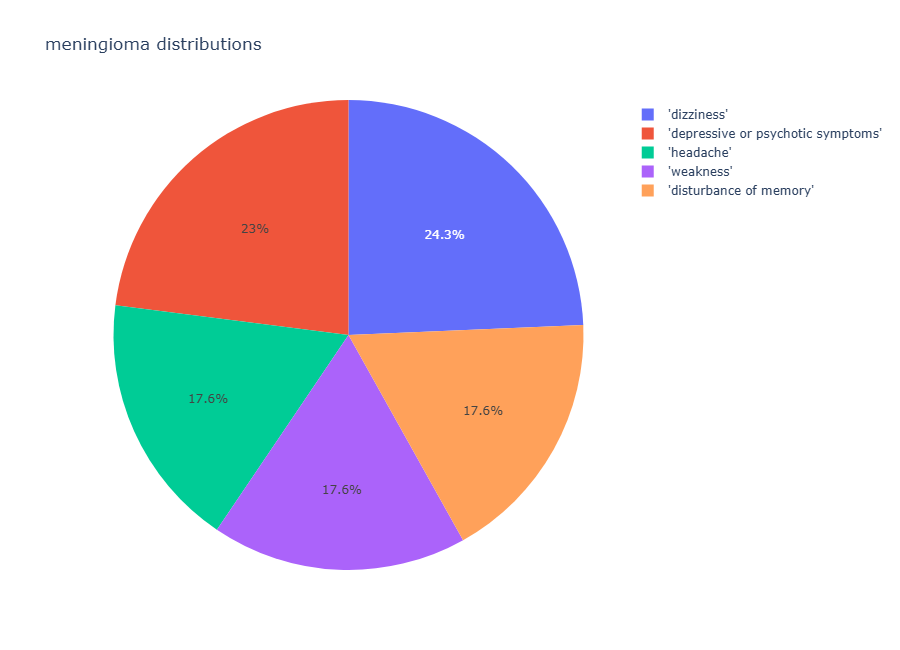 meningioma distributions
'dizziness'
'depressive or psychotic symptoms'
'headache'
'weakness'
'disturbance of memory'
23%
24.3%
17.6%
17.6%
17.6%